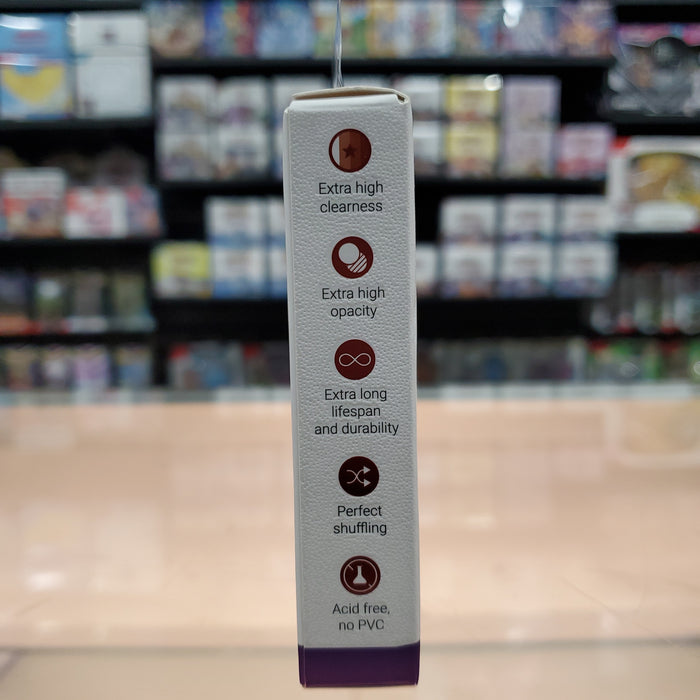 Extra high
clearness
Extra high
opacity
Extra long
lifespan
and durability
Perfect
shuffling
Acid free,
no PVC